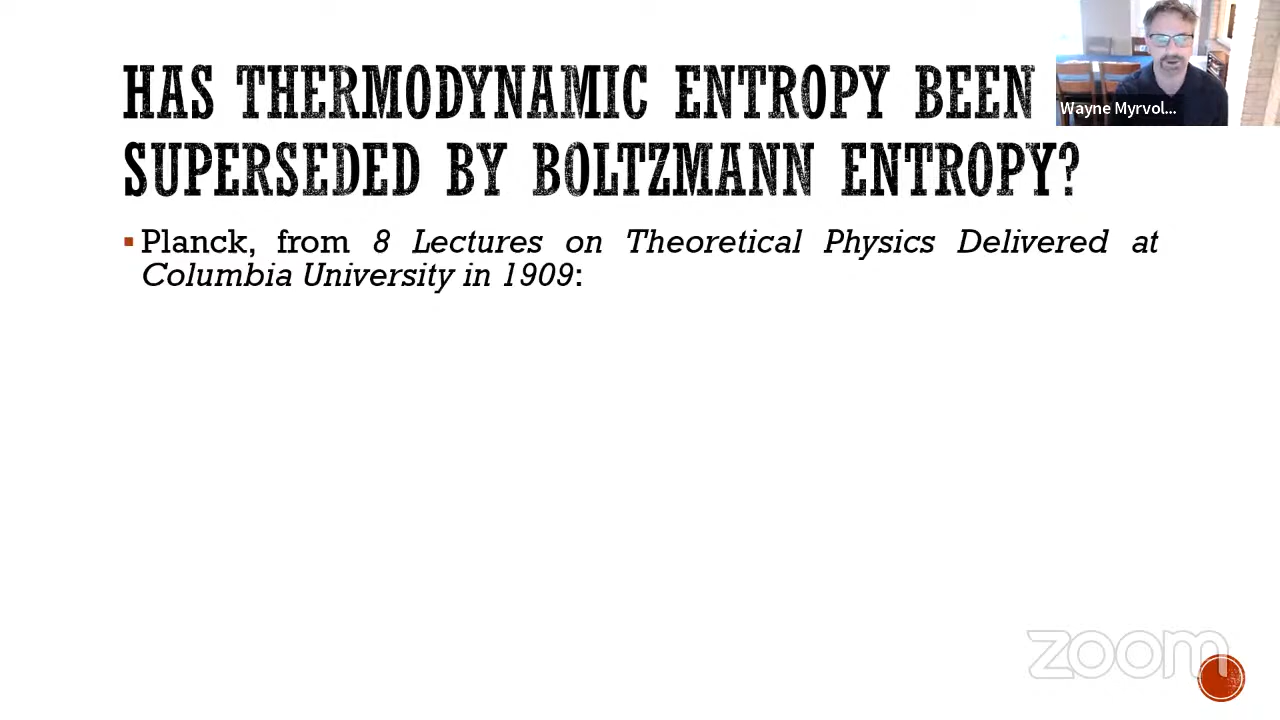 HAS THERMODYNAMIC ENTROPY BEEN
SUPERSEDED BY BOLTZMANN ENTROPY?
Wayne Myrvol...
▪ Planck, from 8 Lectures on Theoretical Physics Delivered at
Columbia University in 1909:
zoom